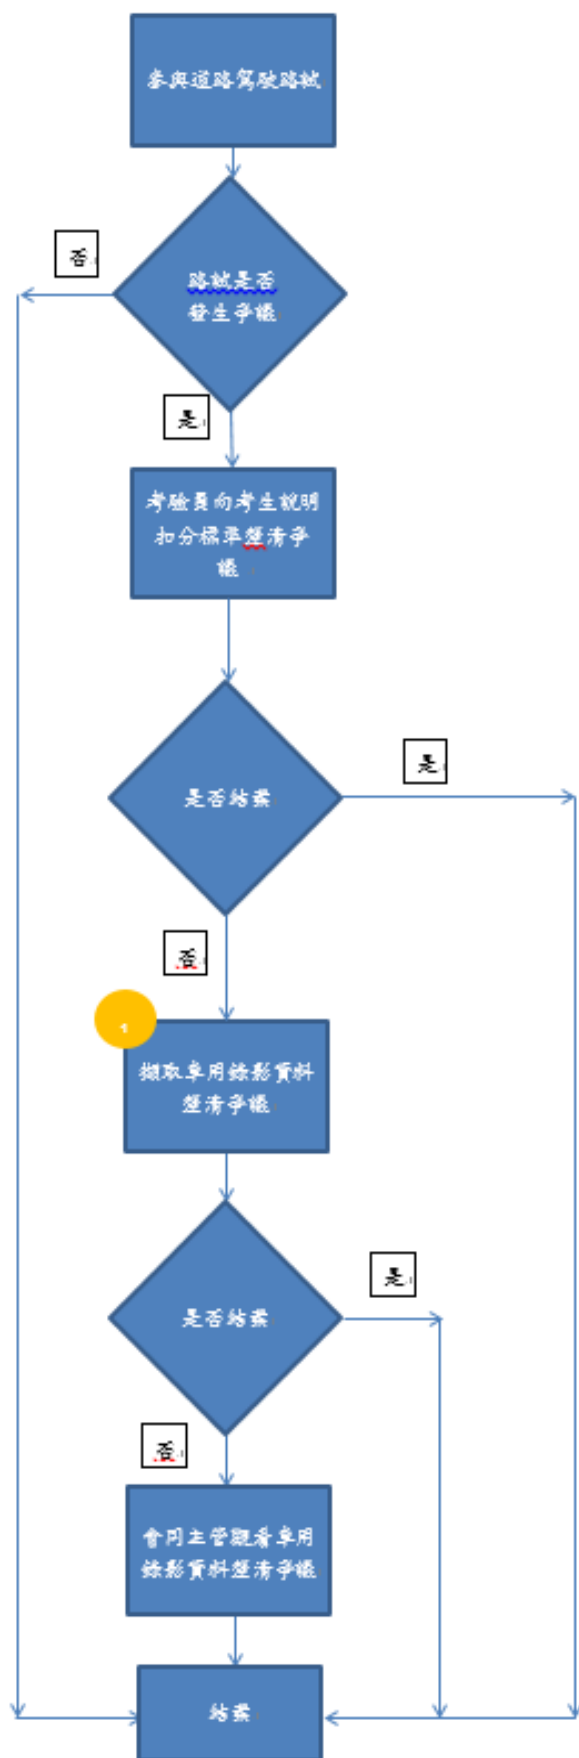 參與道路駕駛路試
否
路試是否
發生爭議
是
考驗員向考生說明
扣分標準釐清爭
議
是否結案
是
否
1
擷取車用錄影資料
釐清爭議
是否結案
是
否
會同主管觀看車用
錄影資料釐清爭議
結案